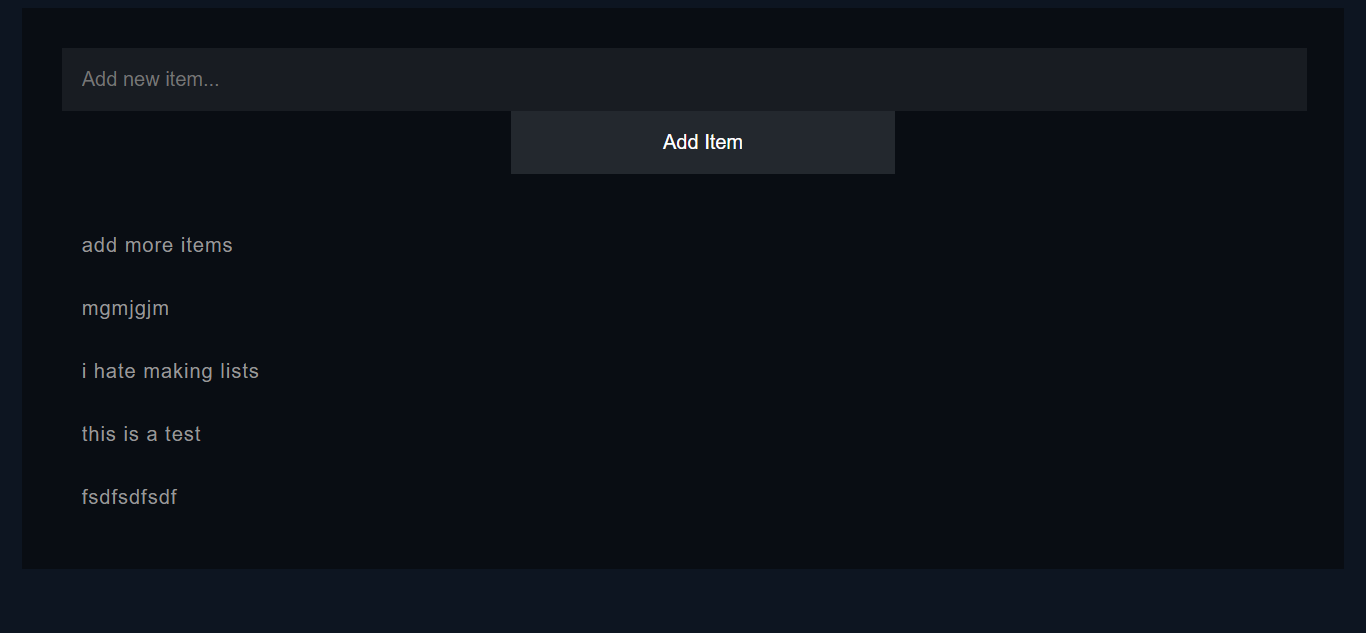 Add new item...
Add Item
add more items
mgmjgjm
i hate making lists
this is a test
fsdfsdfsdf